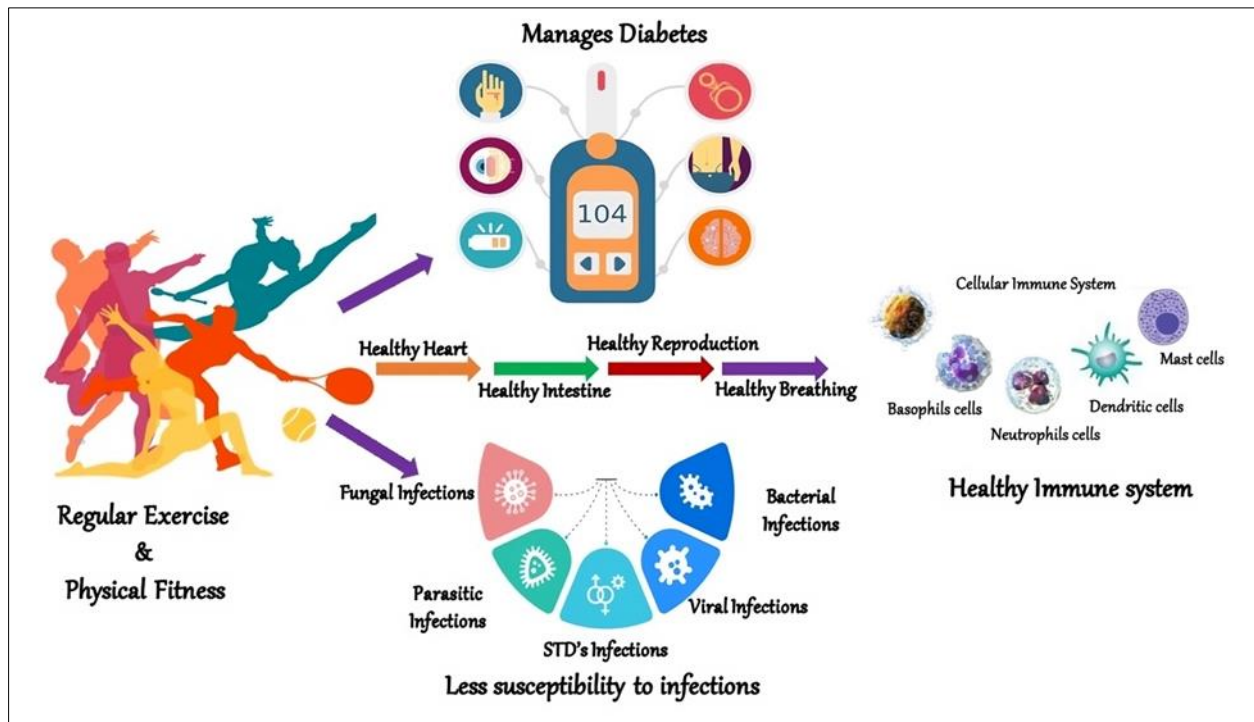 Manages Diabetes
104
Cellular Immune System
Mast cells
Dendritic cells
Basophils cells
Neutrophils cells
Healthy Immune system
Healthy Heart
Healthy Intestine
Healthy Reproduction
Healthy Breathing
Regular Exercise
&
Physical Fitness
Fungal Infections
Bacterial
Infections
Parasitic
Infections
Viral Infections
STD's Infections
Less susceptibility to infections